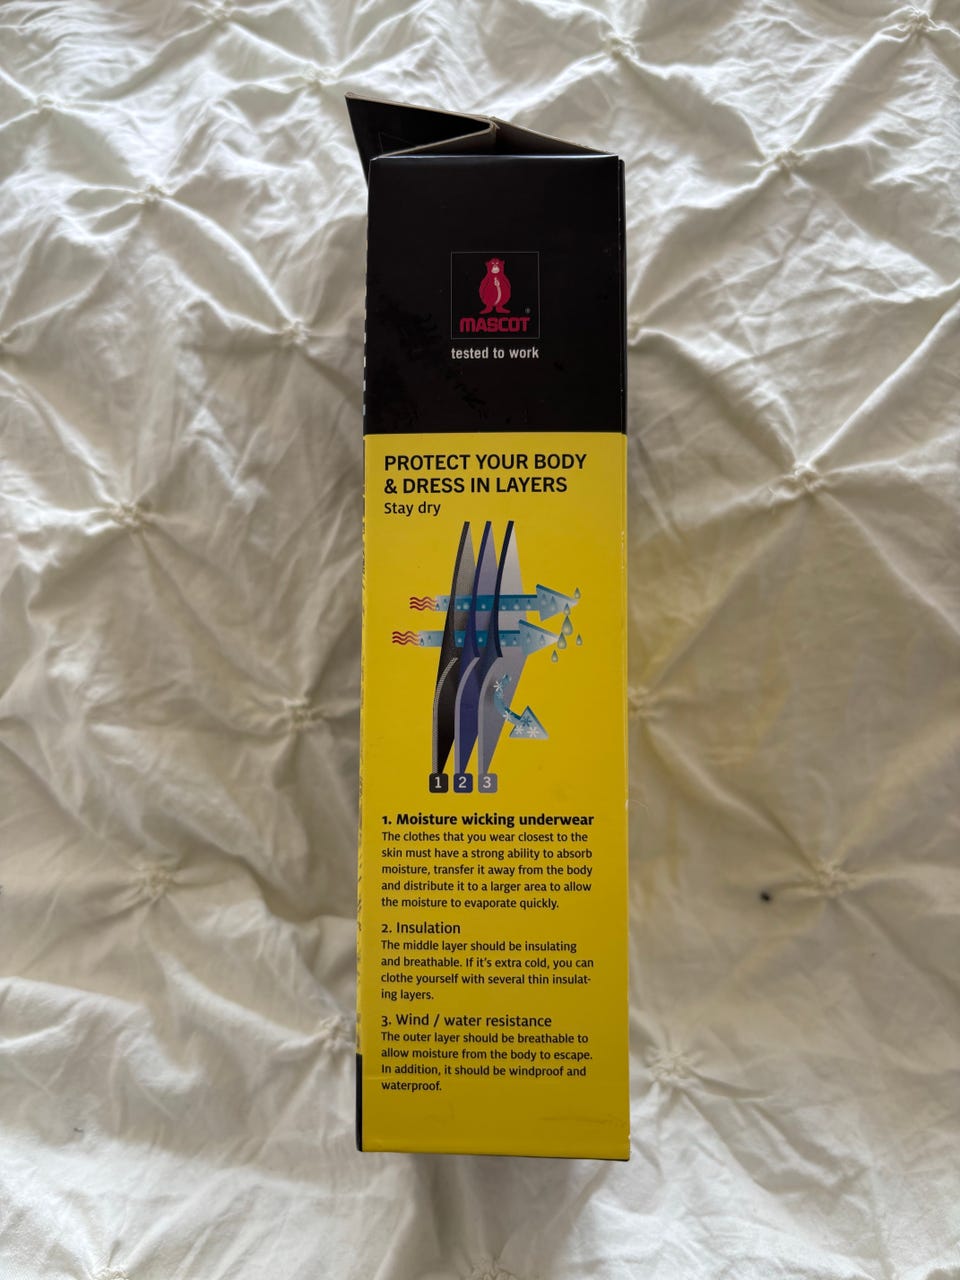 MASCOT®
tested to work
PROTECT YOUR BODY
& DRESS IN LAYERS
Stay dry
1 2 3
1. Moisture wicking underwear
The clothes that you wear closest to the
skin must have a strong ability to absorb
moisture, transfer it away from the body
and distribute it to a larger area to allow
the moisture to evaporate quickly.
2. Insulation
The middle layer should be insulating
and breathable. If it's extra cold, you can
clothe yourself with several thin insulat-
ing layers.
3. Wind / water resistance
The outer layer should be breathable to
allow moisture from the body to escape.
In addition, it should be windproof and
waterproof.